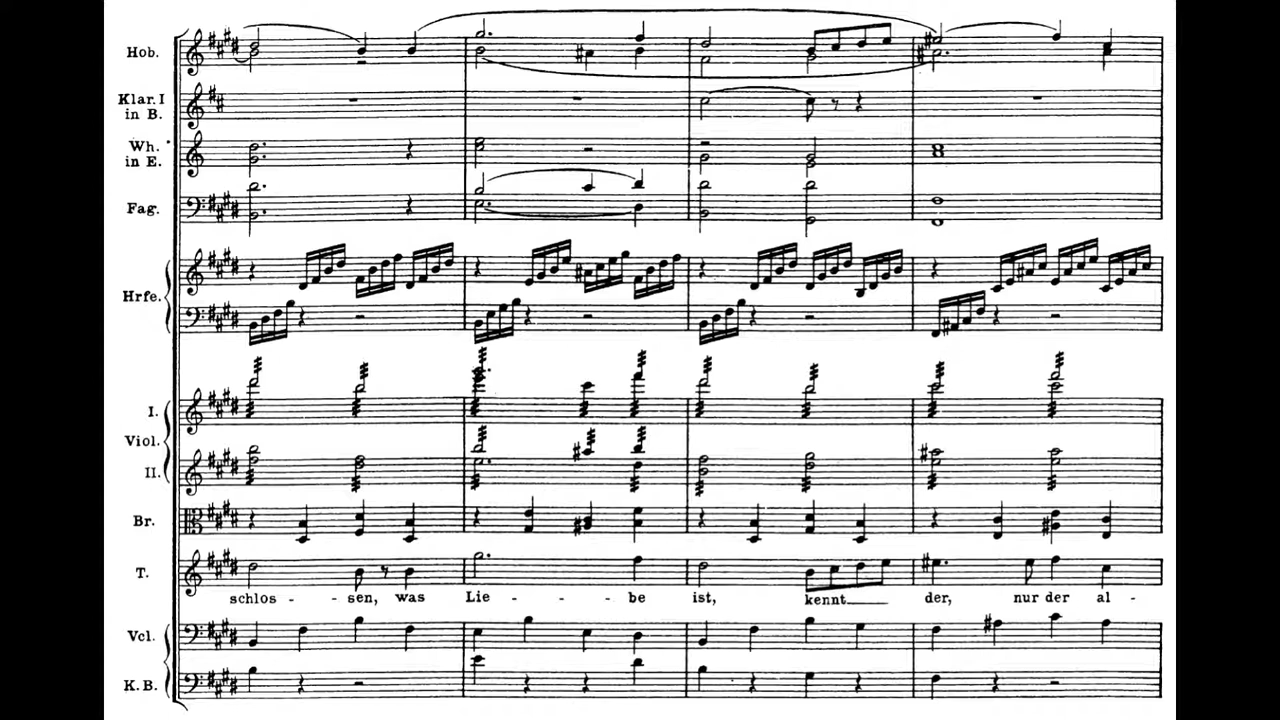 Hob.
Klar. I
in B.
Wh.
in E.
Fag.
Hrfe.
I.
Viol.
II.
Br.
T.
schlos - - sen, was Lie - - - be ist, kennt der, nur der al -
Vcl.
K.B.